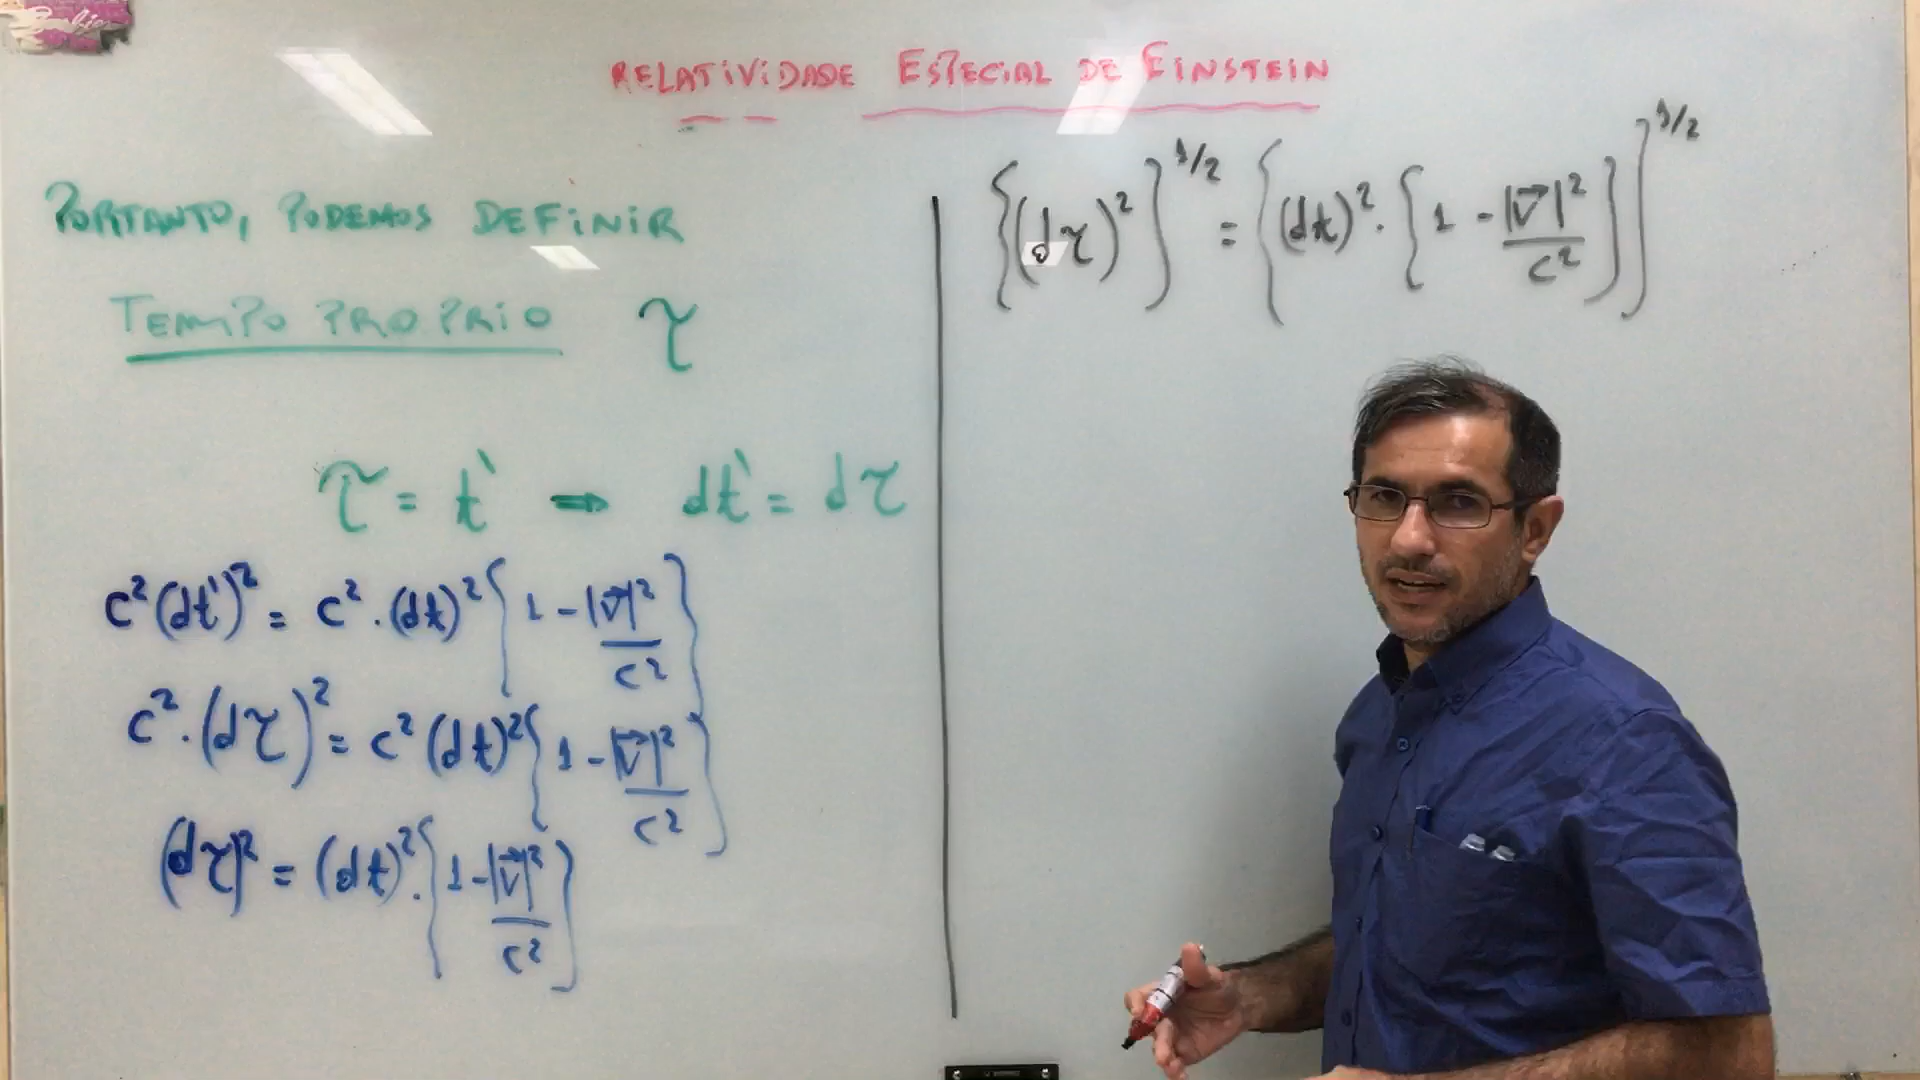 RELATIVIDADE ESPECIAL DE EINSTEIN
PORTANTO, PODEMOS DEFINIR
TEMPO PROPRIO τ
τ = t' → dt' = dτ
c²(dt')² = c².(dt)² { 1 - |v⃗|²/c² }
c².(dτ)² = c²(dt)² { 1 - |v⃗|²/c² }
(dτ)² = (dt)². { 1 - |v⃗|²/c² }
{(dτ)²}^1/2 = {(dt)². { 1 - |v⃗|²/c² }}^1/2